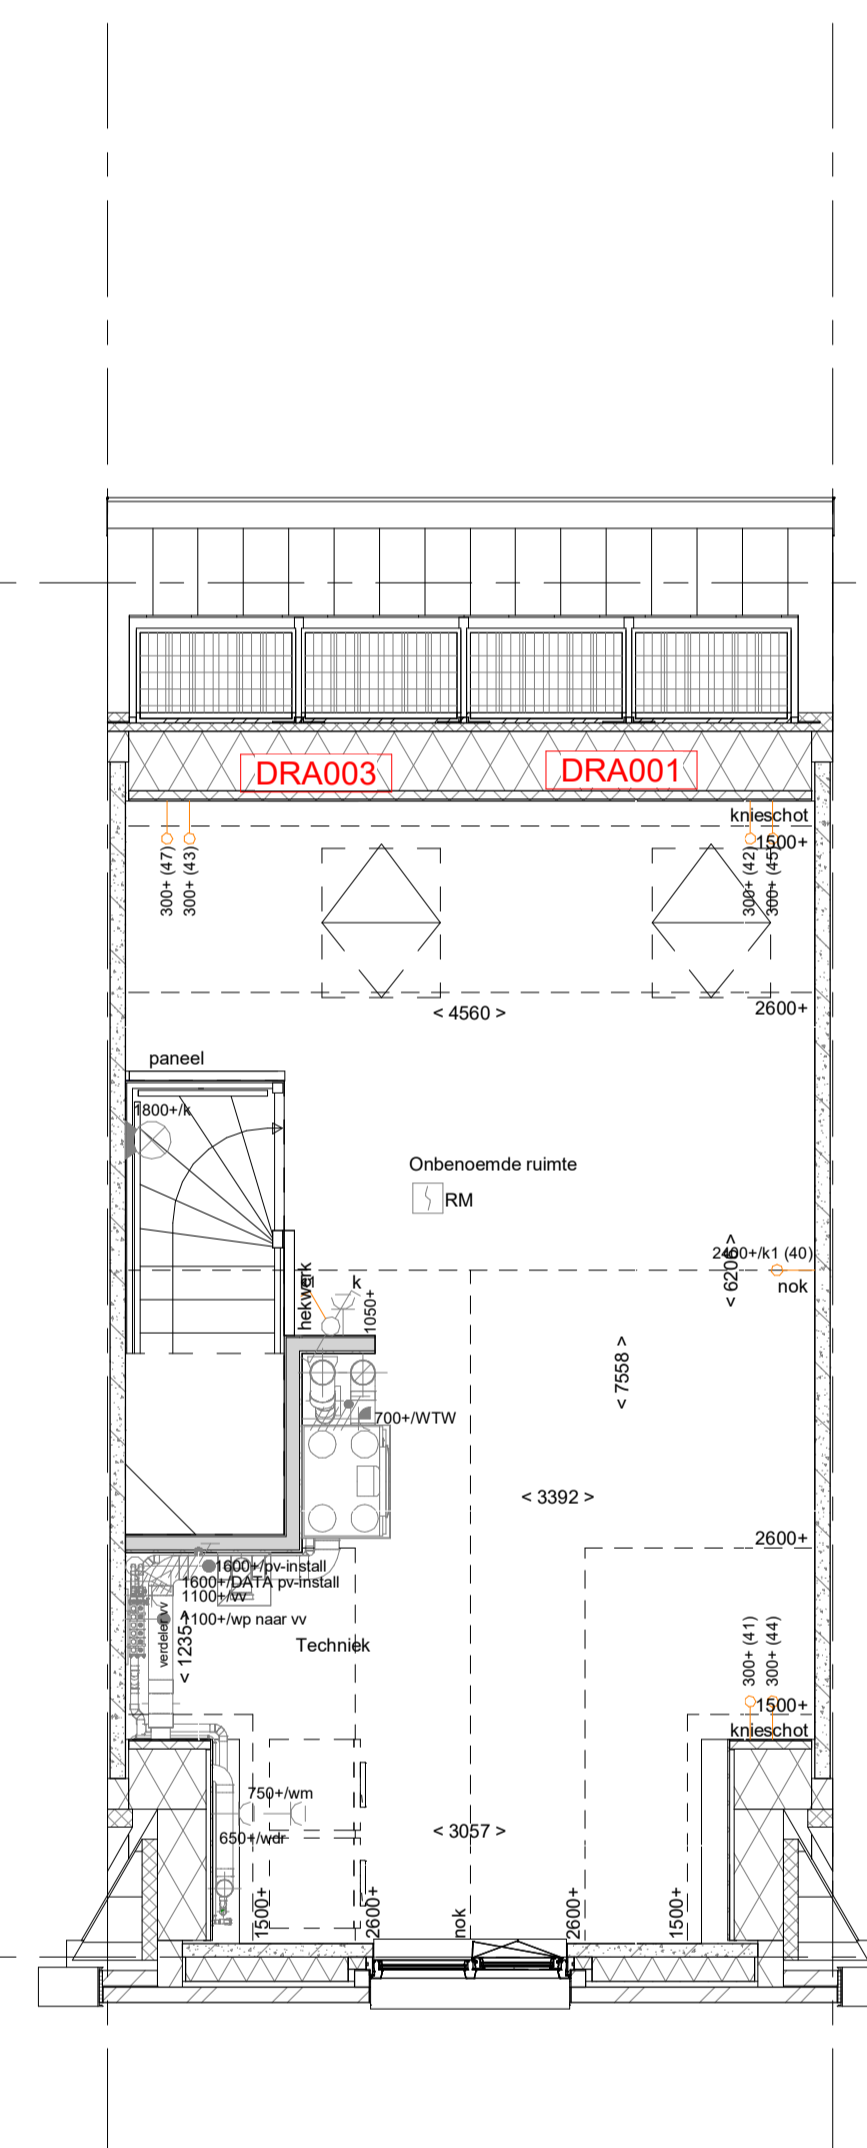 DRA003
DRA001
knieschot
1500+
300+ (47)
300+ (43)
300+ (42)
300+ (45)
2600+
< 4560 >
paneel
1800+/k
Onbenoemde ruimte
RM
2400+/k1 (40)
< 6206 >
nok
hekwerk
k
1050+
< 7558 >
700+/WTW
< 3392 >
2600+
1600+/pv-install
1600+/DATA pv-install
1100+/vv
1100+/wp naar vv
verdeler vv
< 1235 >
Techniek
300+ (41)
300+ (44)
1500+
knieschot
750+/wm
650+/wdr
< 3057 >
1500+
2600+
nok
2600+
1500+